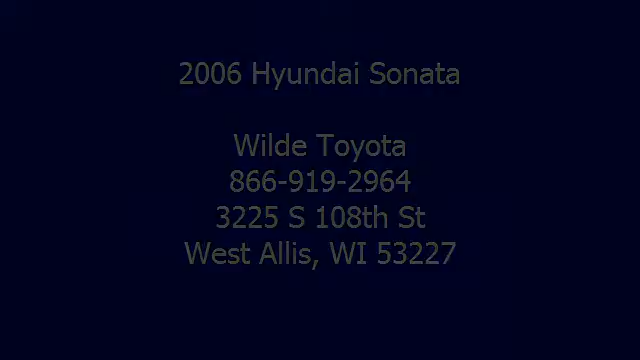 2006 Hyundai Sonata
Wilde Toyota
866-919-2964
3225 S 108th St
West Allis, WI 53227